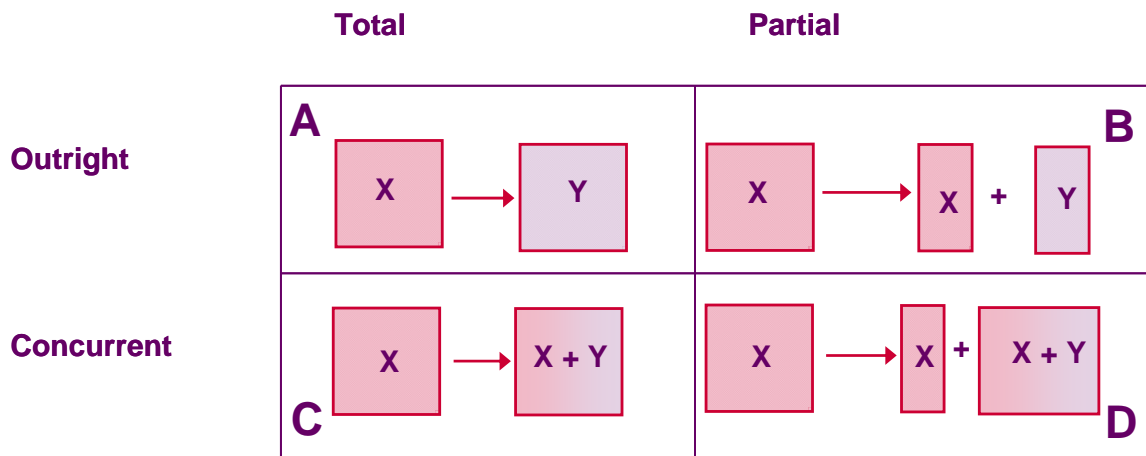 Total Partial
Outright
A
X Y
B
X X + Y
Concurrent
C
X X + Y
D
X X + X + Y